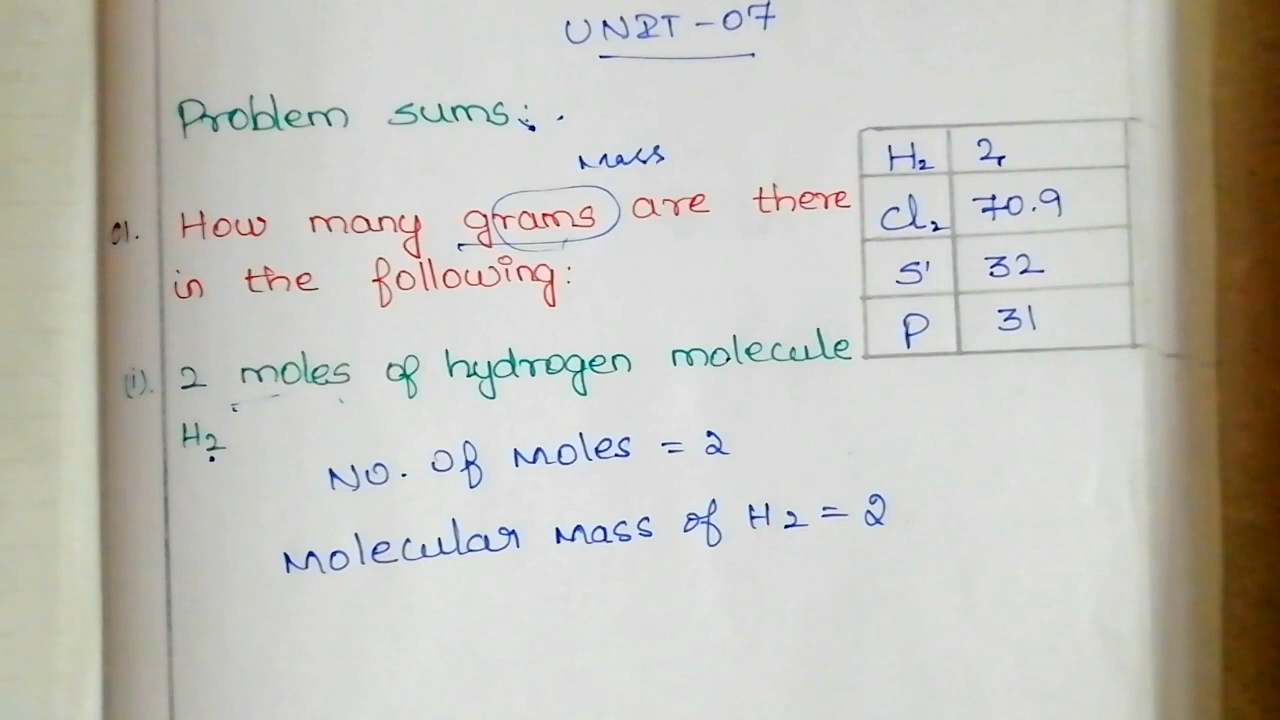 UNIT-07
Problem sums:
Mass
01. How many grams are there
in the following:
H₂ 2
Cl₂ 70.9
S 32
P 31
(i). 2 moles of hydrogen molecule
H₂
No. of moles = 2
Molecular mass of H₂ = 2